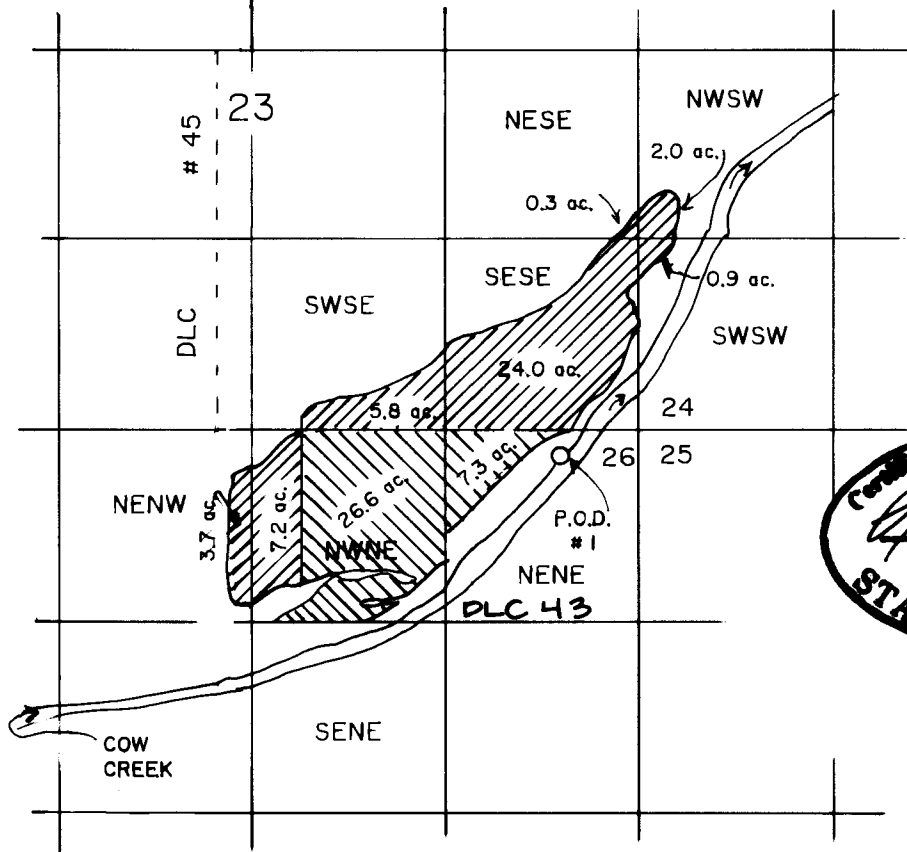 23
# 45
DLC
NESE
NWSW
2.0 ac.
0.3 ac.
SESE
SWSE
0.9 ac.
SWSW
24.0 ac.
5.8 ac.
24
26
25
7.3 ac.
26.6 ac.
7.2 ac.
3.7 ac.
NENW
NWNE
P.O.D.
#1
NENE
DLC 43
SENE
COW
CREEK